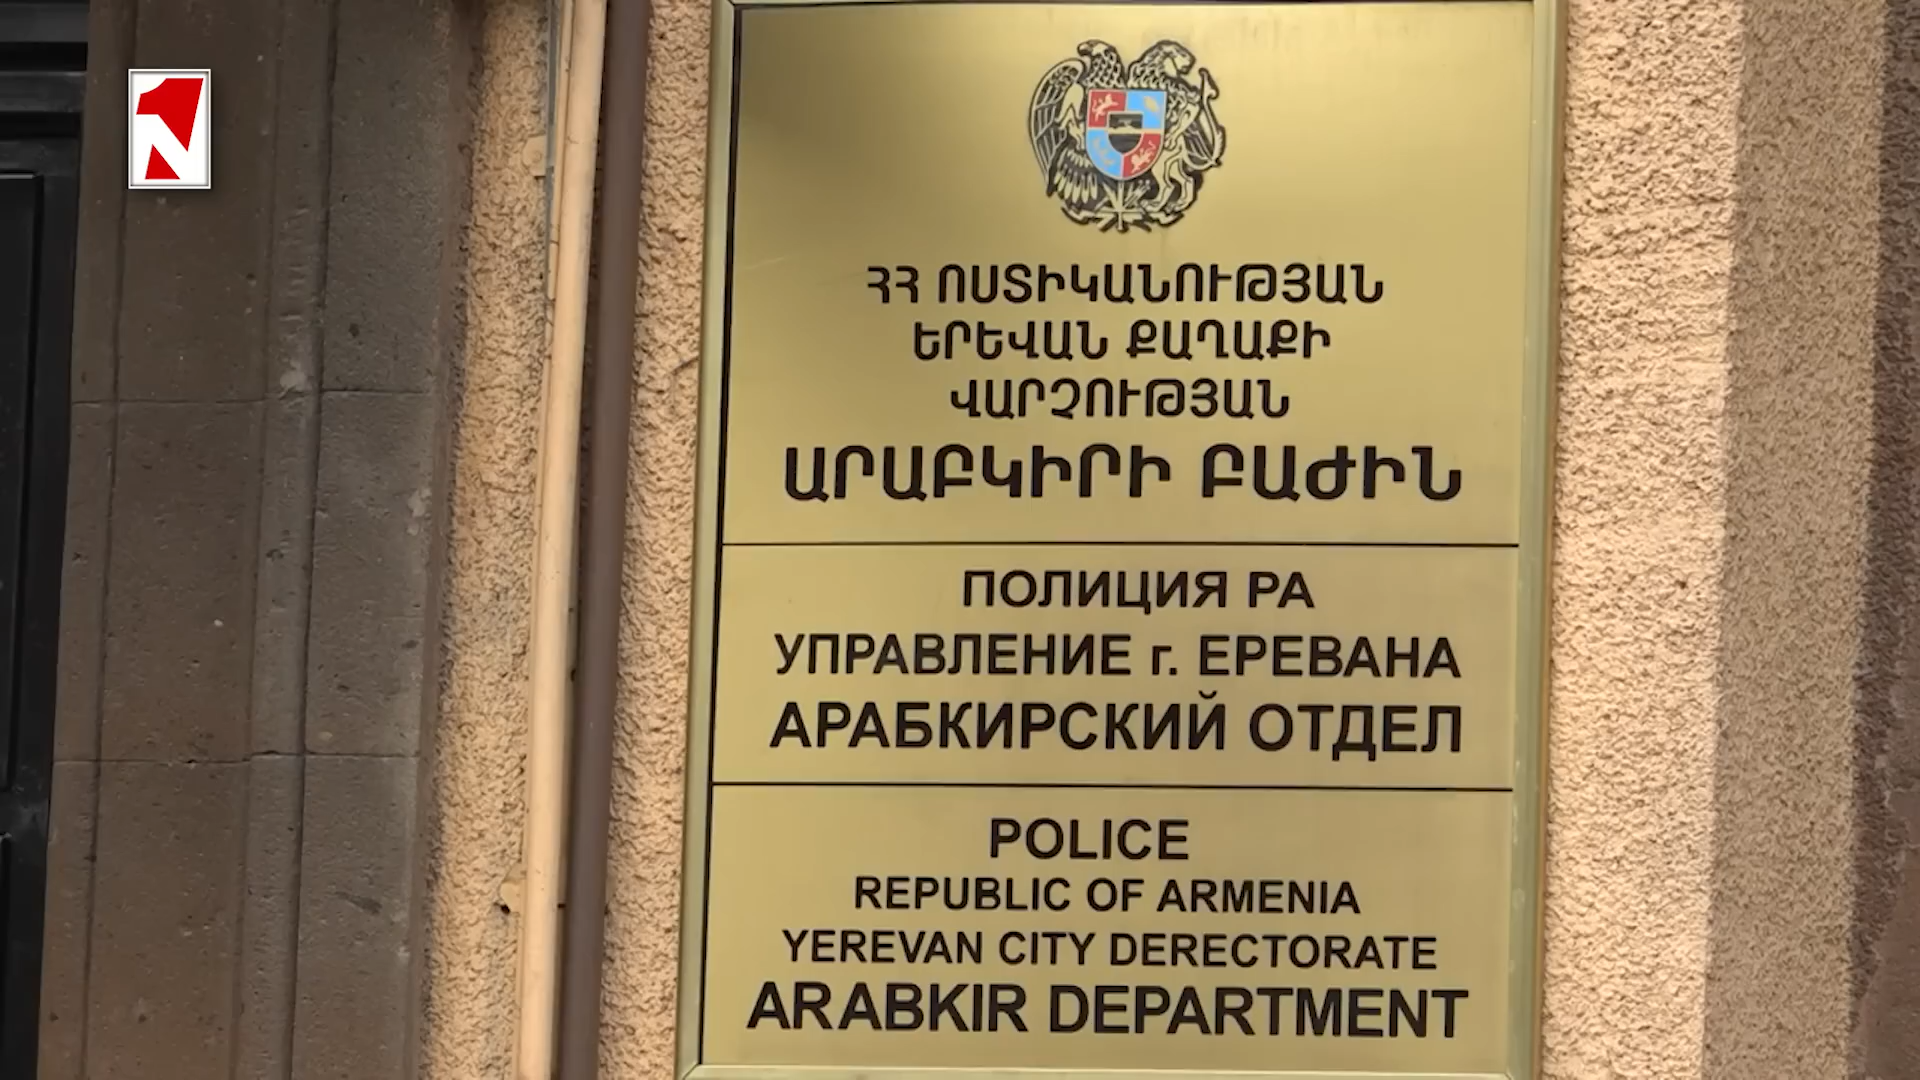 1N
ՀՀ ՈՍՏԻԿԱՆՈՒԹՅԱՆ
ԵՐԵՎԱՆ ՔԱՂԱՔԻ
ՎԱՐՉՈՒԹՅԱՆ
ԱՐԱԲԿԻՐԻ ԲԱԺԻՆ
ПОЛИЦИЯ РА
УПРАВЛЕНИЕ г. ЕРЕВАНА
АРАБКИРСКИЙ ОТДЕЛ
POLICE
REPUBLIC OF ARMENIA
YEREVAN CITY DERECTORATE
ARABKIR DEPARTMENT